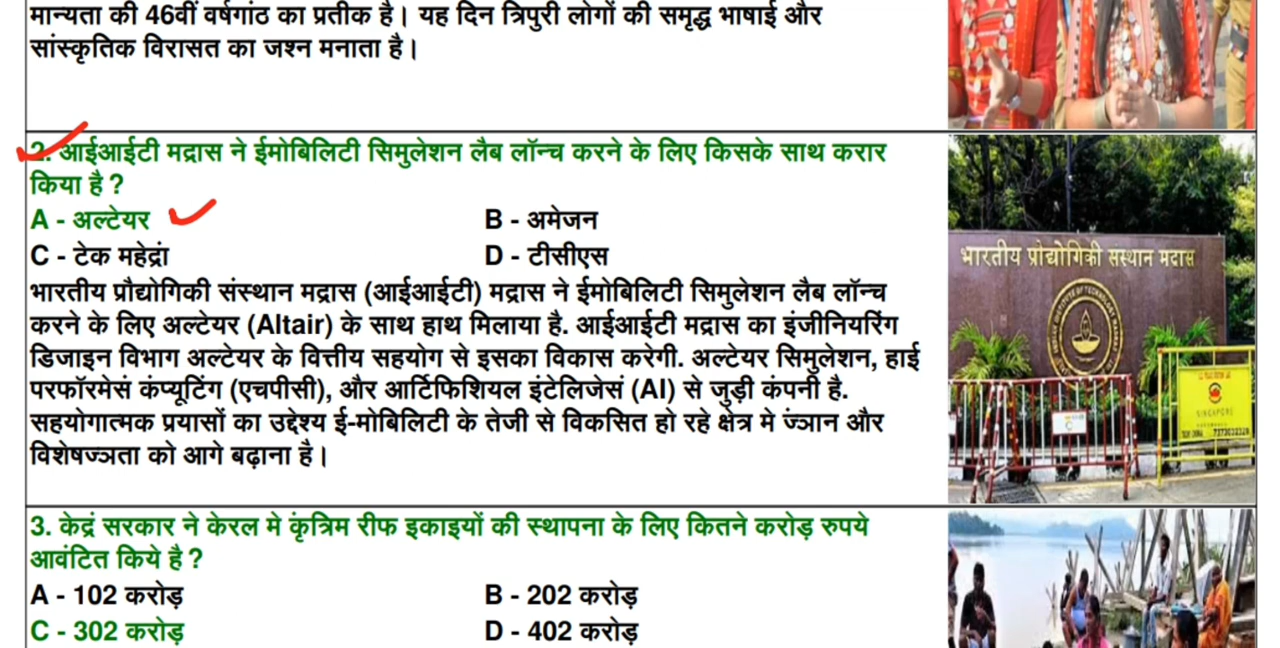 मान्यता की 46वीं वर्षगांठ का प्रतीक है। यह दिन त्रिपुरी लोगों की समृद्ध भाषाई और
सांस्कृतिक विरासत का जश्न मनाता है।
2. आईआईटी मद्रास ने ईमोबिलिटी सिमुलेशन लैब लॉन्च करने के लिए किसके साथ करार
किया है ?
A - अल्टेयर
B - अमेजन
C - टेक महेद्रां
D - टीसीएस
भारतीय प्रौद्योगिकी संस्थान मद्रास (आईआईटी) मद्रास ने ईमोबिलिटी सिमुलेशन लैब लॉन्च
करने के लिए अल्टेयर (Altair) के साथ हाथ मिलाया है. आईआईटी मद्रास का इंजीनियरिंग
डिजाइन विभाग अल्टेयर के वित्तीय सहयोग से इसका विकास करेगी. अल्टेयर सिमुलेशन, हाई
परफॉरमेसं कंप्यूटिंग (एचपीसी), और आर्टिफिशियल इंटेलिजेसं (AI) से जुड़ी कंपनी है.
सहयोगात्मक प्रयासों का उद्देश्य ई-मोबिलिटी के तेजी से विकसित हो रहे क्षेत्र मे ज्ञान और
विशेषज्ञता को आगे बढ़ाना है।
भारतीय प्रोद्योगिकी संस्थान मद्रास
SINGAPORE
3. केद्रं सरकार ने केरल मे कृंत्रिम रीफ इकाइयों की स्थापना के लिए कितने करोड़ रुपये
आवंटित किये है ?
A - 102 करोड़
B - 202 करोड़
C - 302 करोड़
D - 402 करोड़